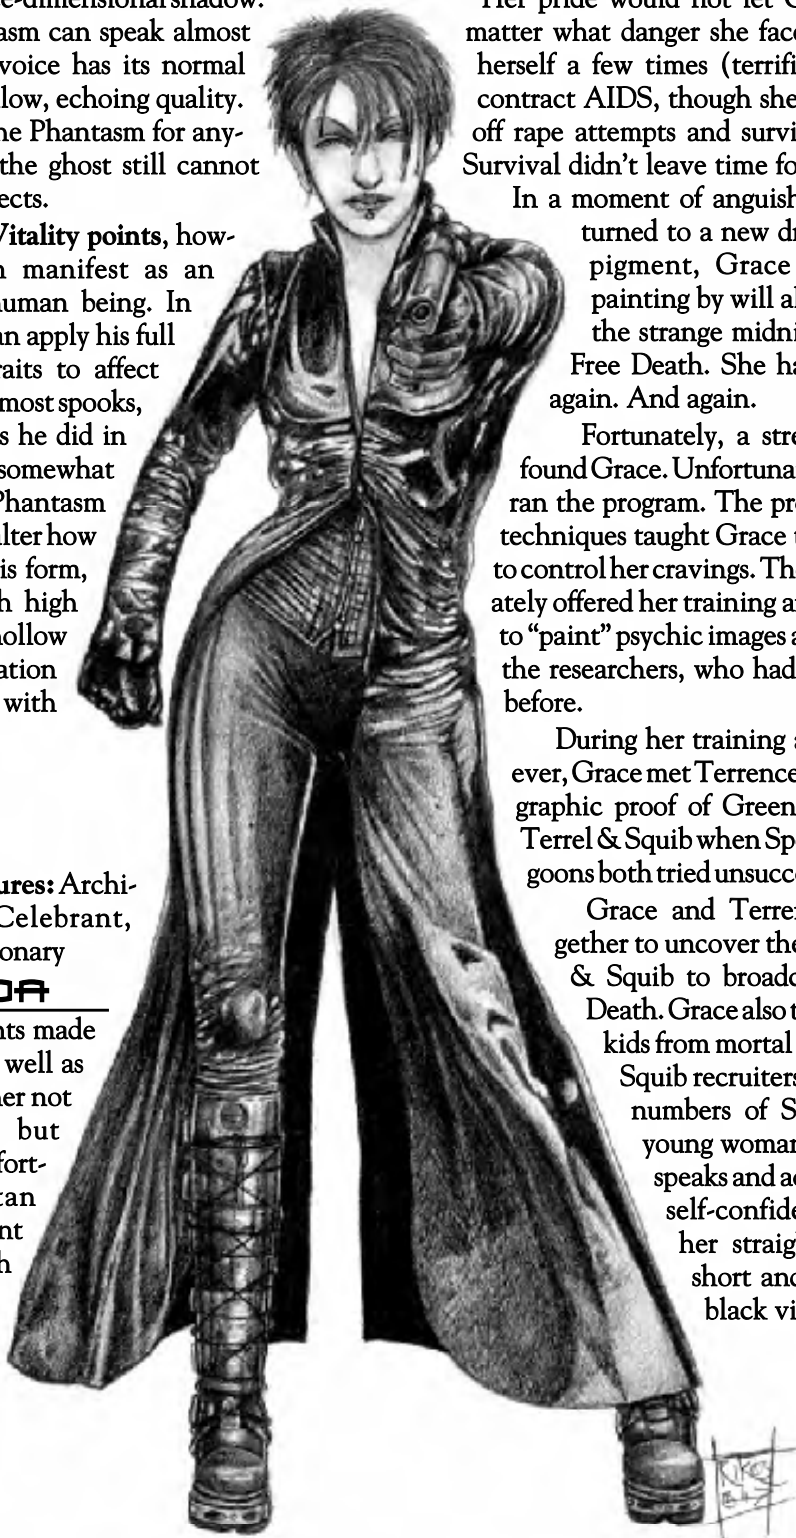 e-dimensional shadow.
asm can speak almost
voice has its normal
low, echoing quality.
he Phantasm for any-
the ghost still cannot
ects.
Vitality points, how-
n manifest as an
human being. In
an apply his full
raits to affect
most spooks,
s he did in
somewhat
Phantasm
alter how
is form,
h high
hollow
ation
with
ures: Archi-
Celebrant,
onary
DA
nts made
well as
her not
but
fort-
tan
nt
h
Her pride would not let G
matter what danger she face
herself a few times (terrifi
contract AIDS, though she
off rape attempts and survi
Survival didn't leave time fo
In a moment of anguish
turned to a new dr
pigment, Grace
painting by will al
the strange midni
Free Death. She ha
again. And again.
Fortunately, a stre
found Grace. Unfortuna
ran the program. The pr
techniques taught Grace t
to control her cravings. Th
ately offered her training a
to “paint” psychic images a
the researchers, who had
before.
During her training a
ever, Grace met Terrence
graphic proof of Green
Terrel & Squib when Sp
goons both tried unsucc
Grace and Terre
gether to uncover the
& Squib to broadc
Death. Grace also t
kids from mortal
Squib recruiters
numbers of S
young woman
speaks and ac
self-confide
her straig
short and
black vi